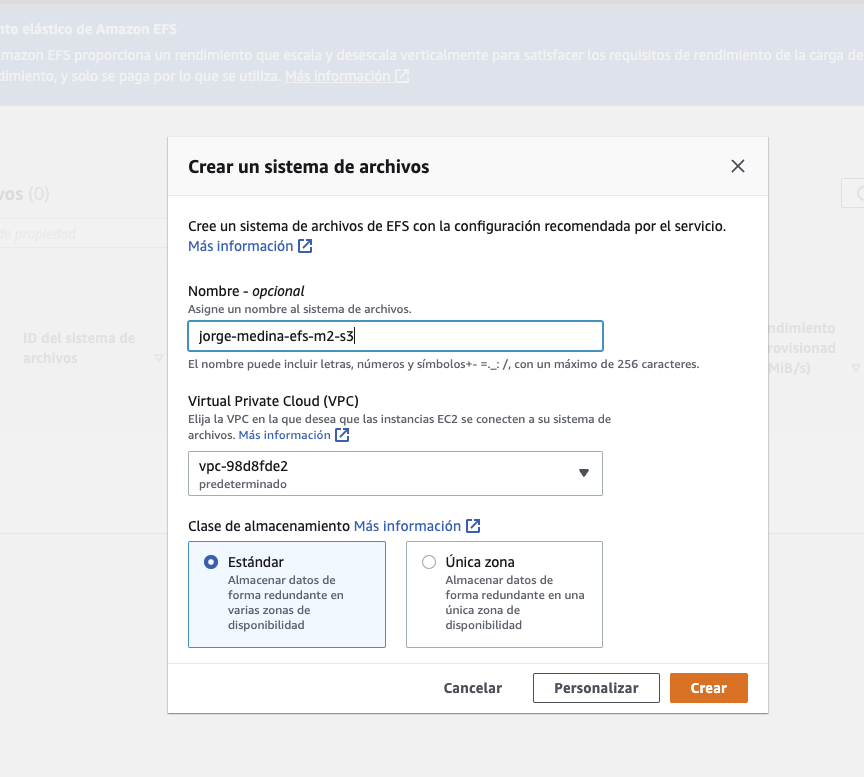 nto elástico de Amazon EFS
mazon EFS proporciona un rendimiento que escala y desescala verticalmente para satisfacer los requisitos de rendimiento de la carga de
dimiento, y solo se paga por lo que se utiliza. Más información
vos (0)
de propiedad
ID del sistema de
archivos
ndimiento
rovisionad
MiB/s)
Crear un sistema de archivos
Cree un sistema de archivos de EFS con la configuración recomendada por el servicio.
Más información
Nombre - opcional
Asigne un nombre al sistema de archivos.
jorge-medina-efs-m2-s3
El nombre puede incluir letras, números y símbolos+- =._: /, con un máximo de 256 caracteres.
Virtual Private Cloud (VPC)
Elija la VPC en la que desea que las instancias EC2 se conecten a su sistema de
archivos. Más información
vpc-98d8fde2
predeterminado
Clase de almacenamiento Más información
Estándar
Almacenar datos de
forma redundante en
varias zonas de
disponibilidad
Única zona
Almacenar datos de
forma redundante en una
única zona de
disponibilidad
Cancelar
Personalizar
Crear